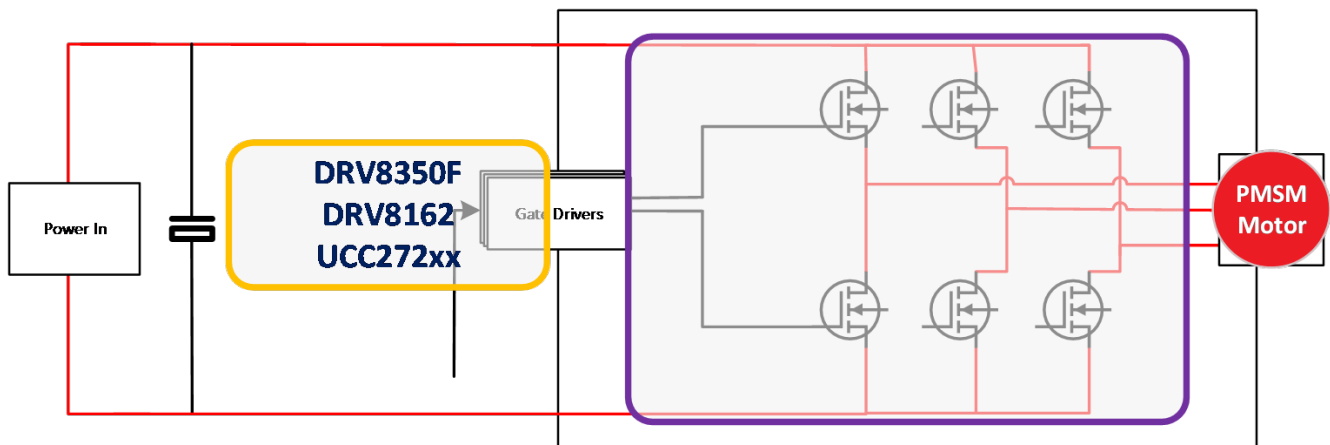 Power In
DRV8350F
DRV8162
UCC272xx
Gate Drivers
PMSM
Motor